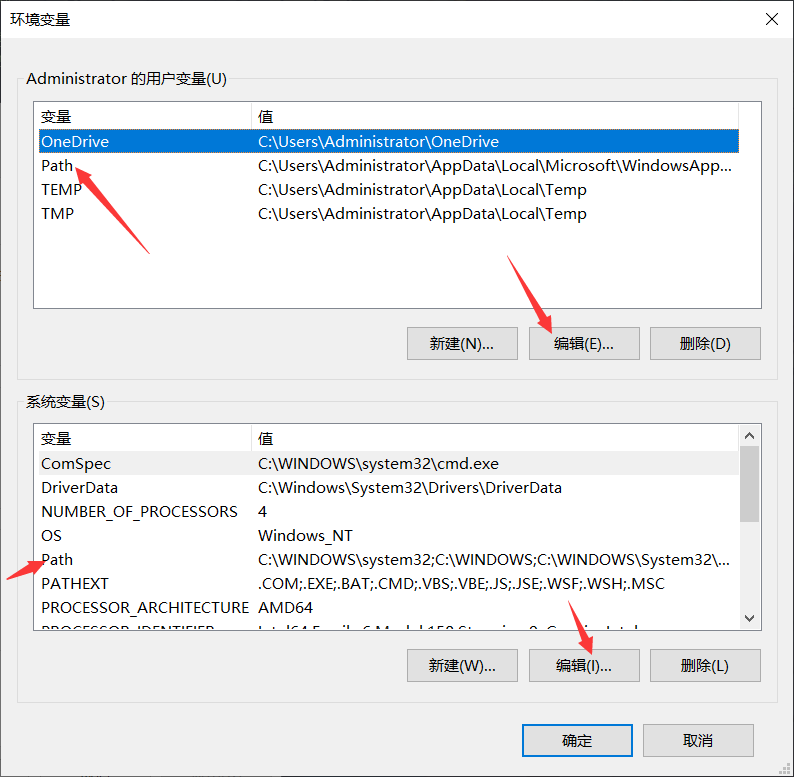 环境变量
Administrator 的用户变量(U)
变量 值
OneDrive C:\Users\Administrator\OneDrive
Path C:\Users\Administrator\AppData\Local\Microsoft\WindowsApp...
TEMP C:\Users\Administrator\AppData\Local\Temp
TMP C:\Users\Administrator\AppData\Local\Temp
新建(N)... 编辑(E)... 删除(D)
系统变量(S)
变量 值
ComSpec C:\WINDOWS\system32\cmd.exe
DriverData C:\Windows\System32\Drivers\DriverData
NUMBER_OF_PROCESSORS 4
OS Windows_NT
Path C:\WINDOWS\system32;C:\WINDOWS;C:\WINDOWS\System32\...
PATHEXT .COM;.EXE;.BAT;.CMD;.VBS;.VBE;.JS;.JSE;.WSF;.WSH;.MSC
PROCESSOR_ARCHITECTURE AMD64
PROCESSOR_IDENTIFIER
新建(W)... 编辑(I)... 删除(L)
确定 取消